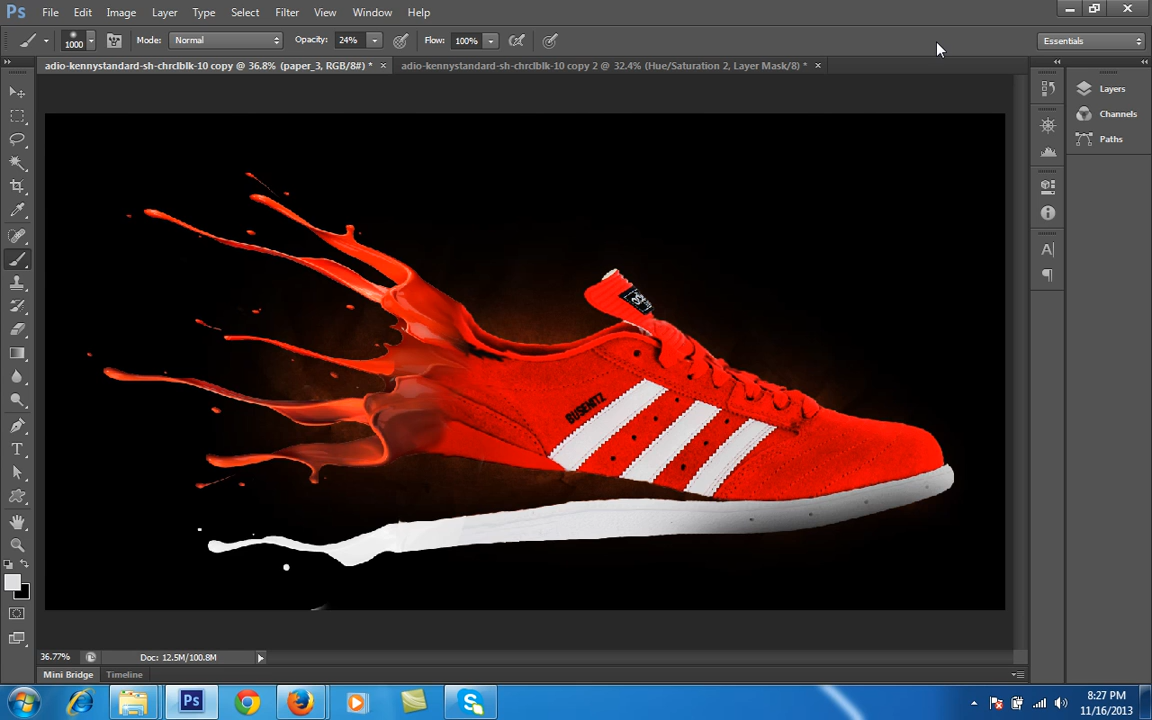 Ps File Edit Image Layer Type Select Filter View Window Help
1000 Mode: Normal Opacity: 24% Flow: 100% Essentials
adio-kennystandard-sh-chrclblk-10 copy @ 36.8% (paper_3, RGB/8#) * × adio-kennystandard-sh-chrclblk-10 copy 2 @ 32.4% (Hue/Saturation 2, Layer Mask/8) * ×
Layers
Channels
Paths
BUSENITZ
36.77% Doc: 12.5M/100.8M
Mini Bridge Timeline
Ps
8:27 PM
11/16/2013